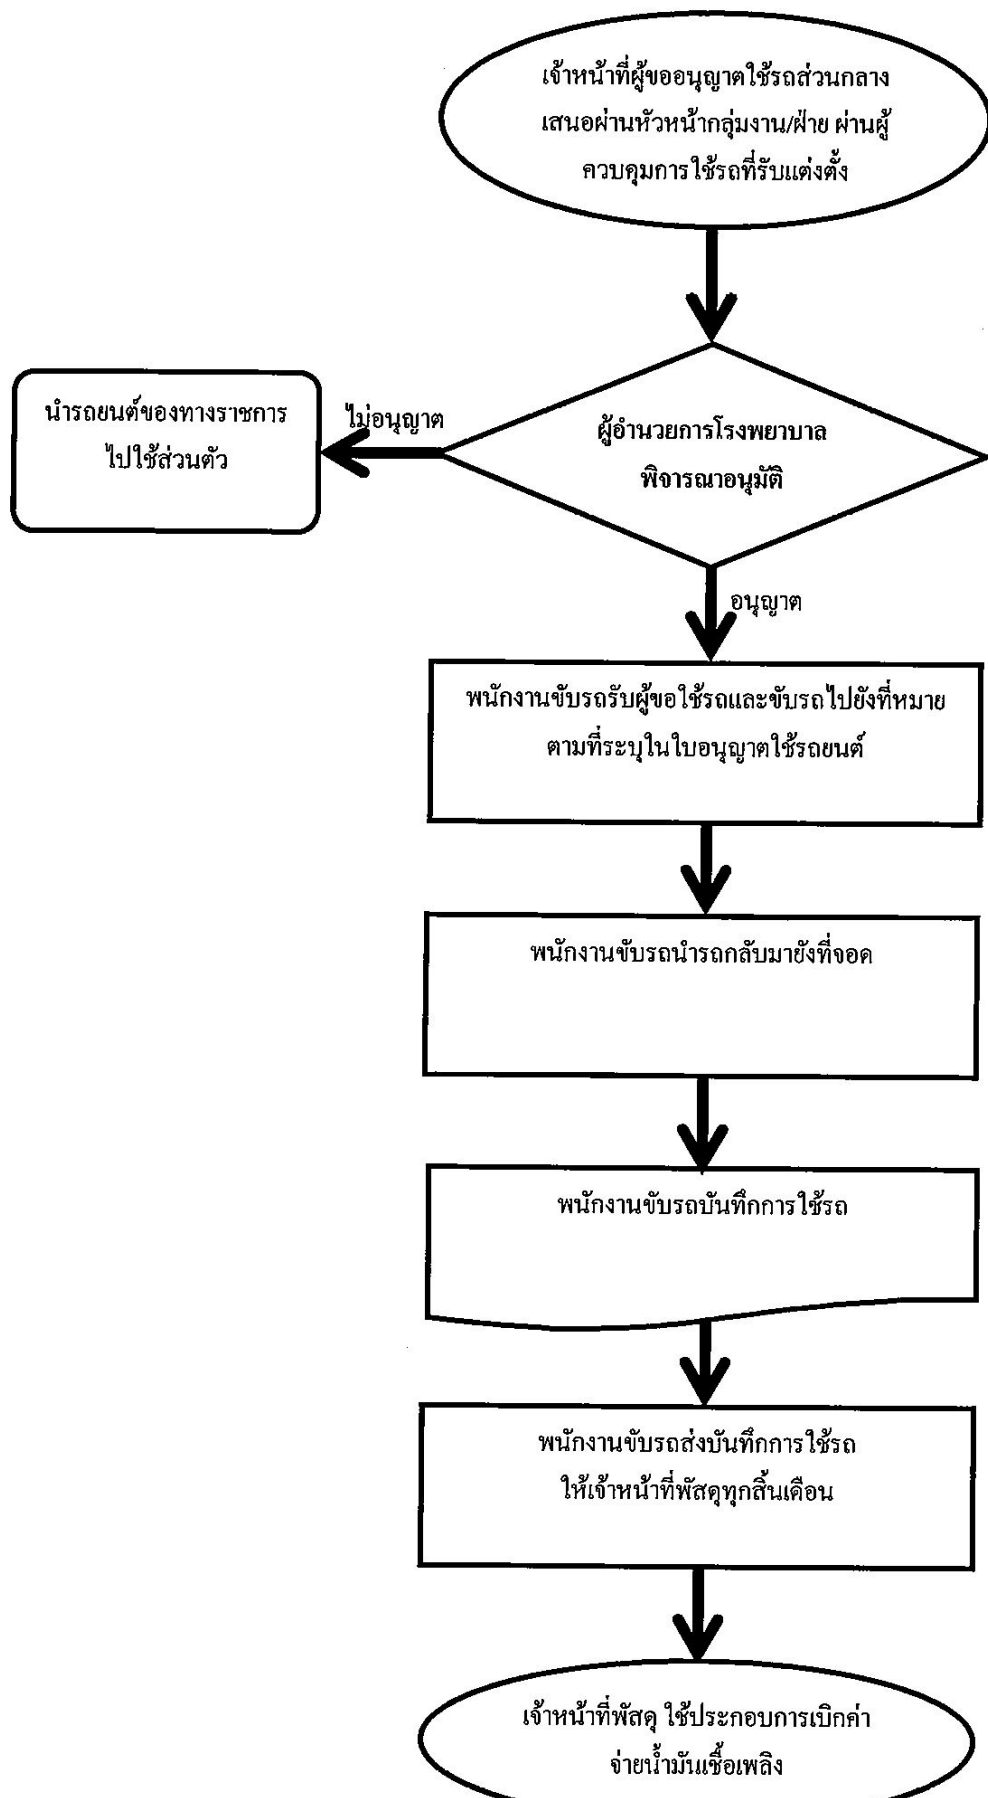 เจ้าหน้าที่ผู้ขออนุญาตใช้รถส่วนกลาง
เสนอผ่านหัวหน้ากลุ่มงาน/ฝ่าย ผ่านผู้
ควบคุมการใช้รถที่รับแต่งตั้ง
นำรถยนต์ของทางราชการ
ไปใช้ส่วนตัว
ไม่อนุญาต
ผู้อำนวยการโรงพยาบาล
พิจารณาอนุมัติ
อนุญาต
พนักงานขับรถรับผู้ขอใช้รถและขับรถไปยังที่หมาย
ตามที่ระบุในใบอนุญาตใช้รถยนต์
พนักงานขับรถนำรถกลับมายังที่จอด
พนักงานขับรถบันทึกการใช้รถ
พนักงานขับรถส่งบันทึกการใช้รถ
ให้เจ้าหน้าที่พัสดุทุกสิ้นเดือน
เจ้าหน้าที่พัสดุ ใช้ประกอบการเบิกค่า
จ่ายน้ำมันเชื้อเพลิง